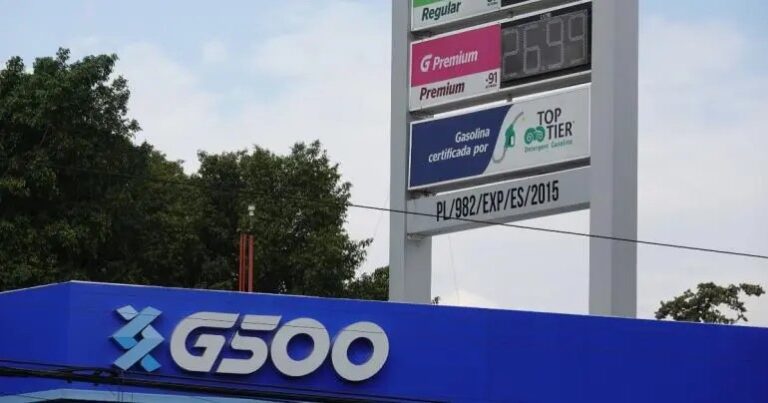 Regular
G Premium
26.99
Premium
+91
Gasolina
certificada por
TOP
TIER
Detergent Gasoline
PL/982/EXP/ES/2015
G500